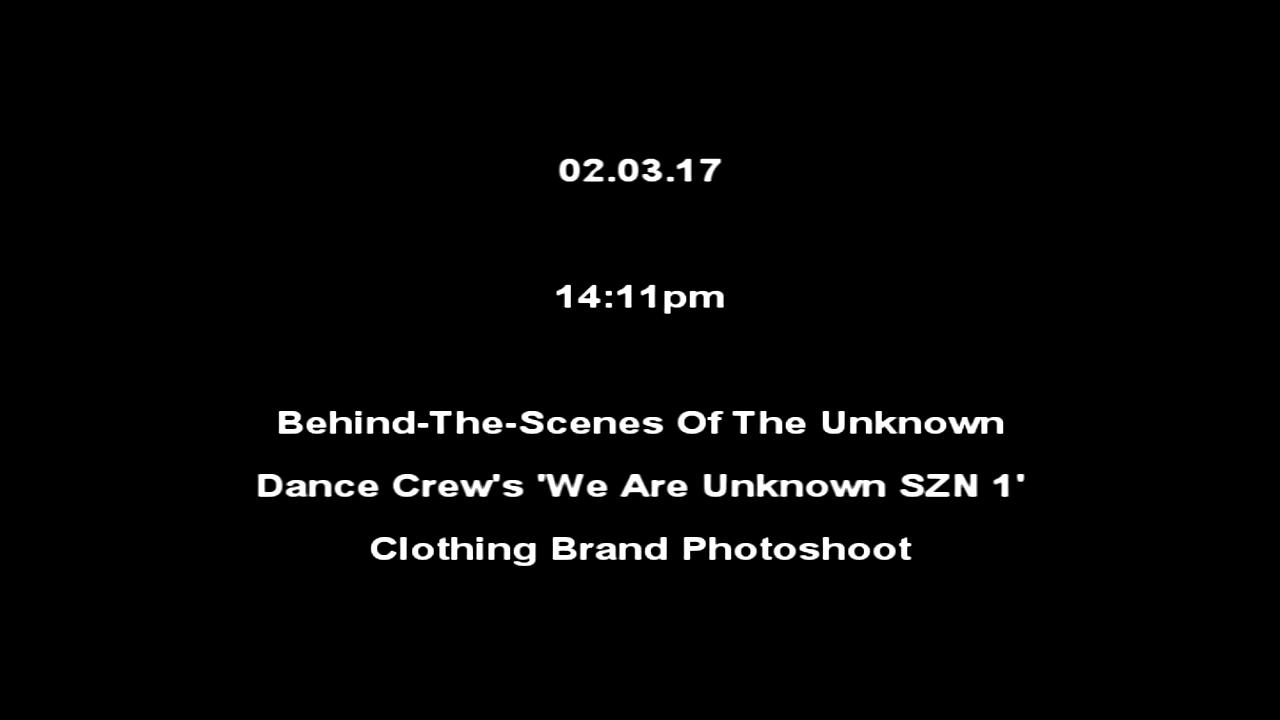 02.03.17
14:11pm
Behind-The-Scenes Of The Unknown
Dance Crew's 'We Are Unknown SZN 1'
Clothing Brand Photoshoot